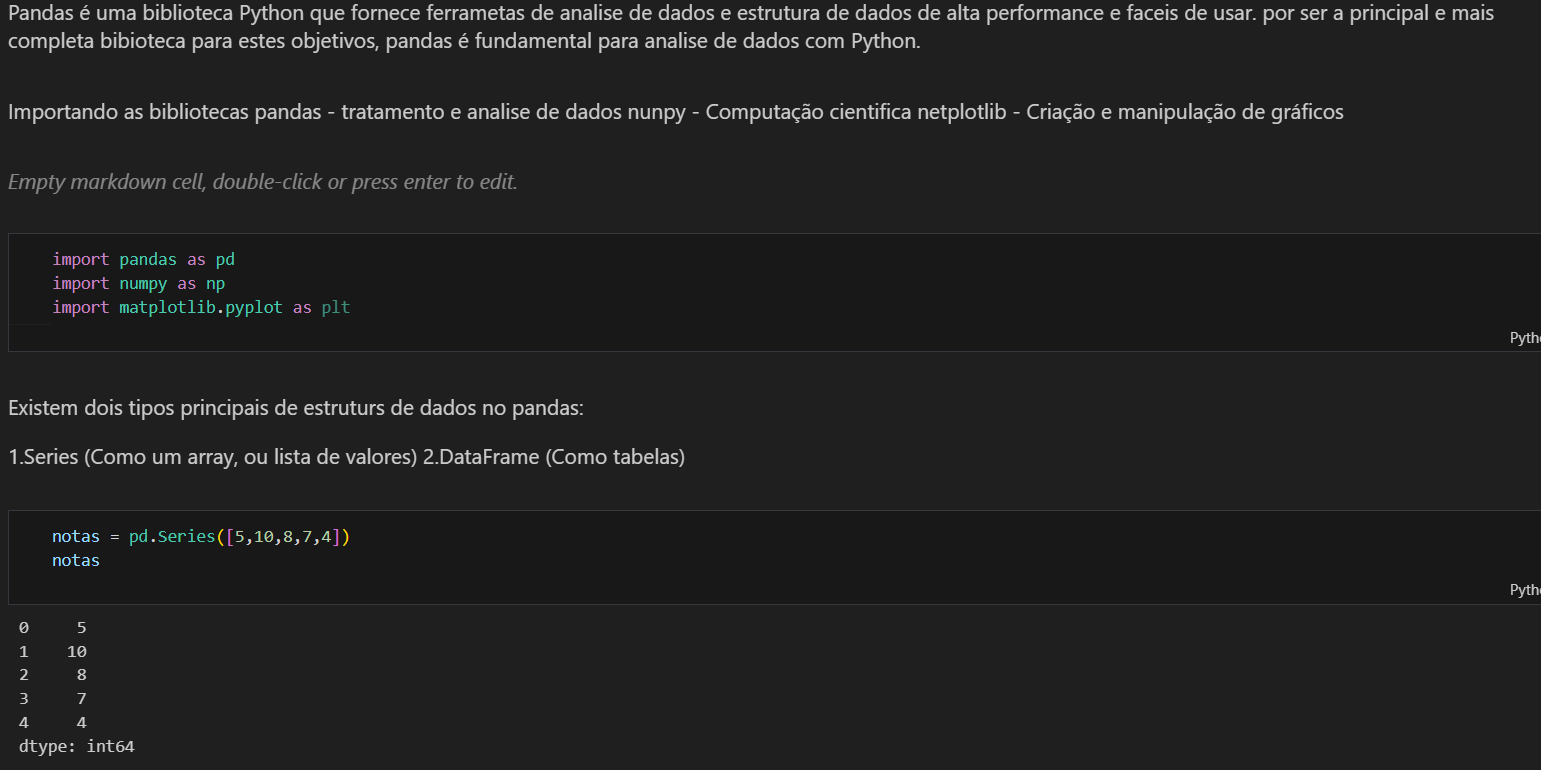 Pandas é uma biblioteca Python que fornece ferrametas de analise de dados e estrutura de dados de alta performance e faceis de usar. por ser a principal e mais
completa bibioteca para estes objetivos, pandas é fundamental para analise de dados com Python.
Importando as bibliotecas pandas - tratamento e analise de dados nunpy - Computação cientifica netplotlib - Criação e manipulação de gráficos
Empty markdown cell, double-click or press enter to edit.
import pandas as pd
import numpy as np
import matplotlib.pyplot as plt
Pytho
Existem dois tipos principais de estruturs de dados no pandas:
1.Series (Como um array, ou lista de valores) 2.DataFrame (Como tabelas)
notas = pd.Series([5,10,8,7,4])
notas
Pytho
0 5
1 10
2 8
3 7
4 4
dtype: int64